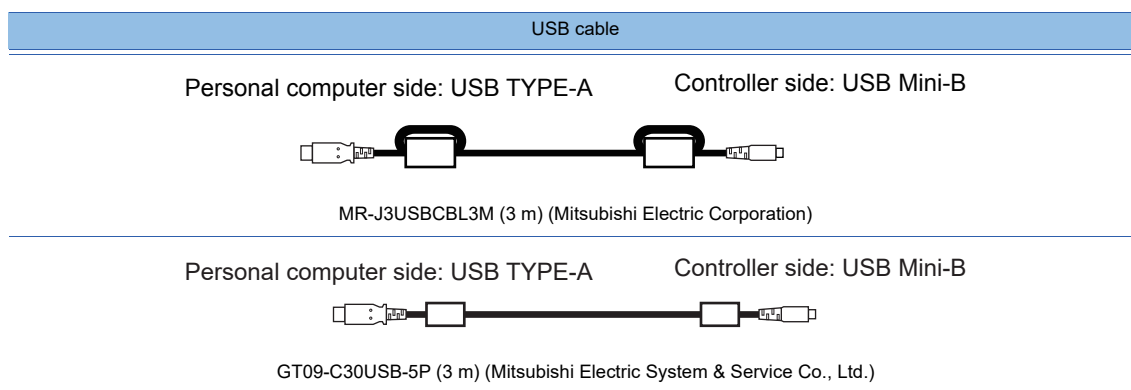 USB cable
Personal computer side: USB TYPE-A Controller side: USB Mini-B
MR-J3USBCBL3M (3 m) (Mitsubishi Electric Corporation)
Personal computer side: USB TYPE-A Controller side: USB Mini-B
GT09-C30USB-5P (3 m) (Mitsubishi Electric System & Service Co., Ltd.)